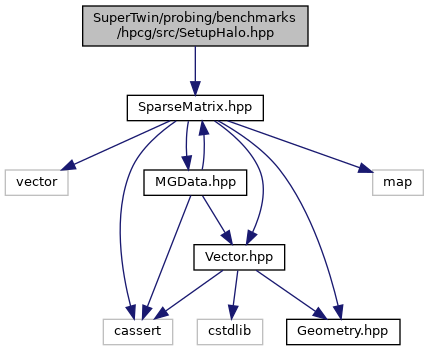 SuperTwin/probing/benchmarks
/hpcg/src/SetupHalo.hpp
SparseMatrix.hpp
vector
MGData.hpp
map
Vector.hpp
cassert
cstdlib
Geometry.hpp